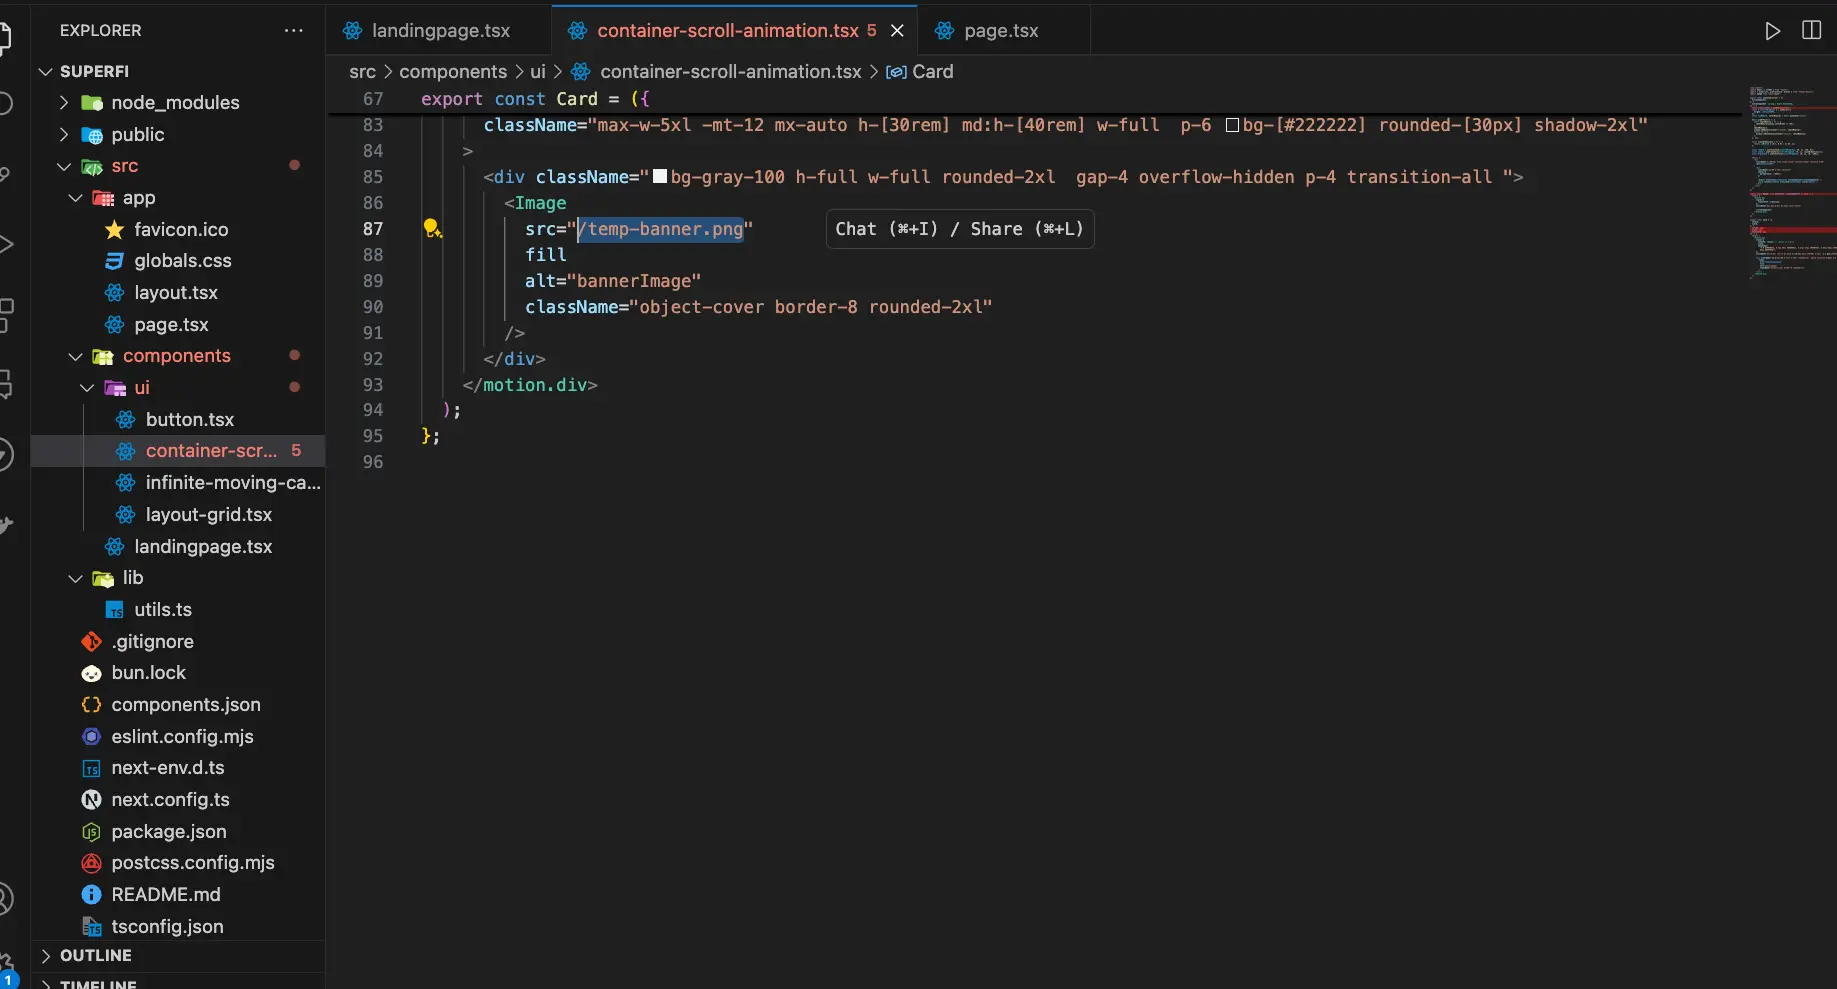 EXPLORER
SUPERFI
node_modules
public
src
app
favicon.ico
globals.css
layout.tsx
page.tsx
components
ui
button.tsx
container-scr... 5
infinite-moving-ca...
layout-grid.tsx
landingpage.tsx
lib
utils.ts
.gitignore
bun.lock
components.json
eslint.config.mjs
next-env.d.ts
next.config.ts
package.json
postcss.config.mjs
README.md
tsconfig.json
OUTLINE
TIMELINE
1
landingpage.tsx
container-scroll-animation.tsx 5
page.tsx
src > components > ui > container-scroll-animation.tsx > Card
67 export const Card = ({
83 className="max-w-5xl -mt-12 mx-auto h-[30rem] md:h-[40rem] w-full  p-6 bg-[#222222] rounded-[30px] shadow-2xl"
84 >
85 <div className="bg-gray-100 h-full w-full rounded-2xl  gap-4 overflow-hidden p-4 transition-all ">
86 <Image
87 src="/temp-banner.png"
Chat (⌘+I) / Share (⌘+L)
88 fill
89 alt="bannerImage"
90 className="object-cover border-8 rounded-2xl"
91 />
92 </div>
93 </motion.div>
94 );
95 };
96